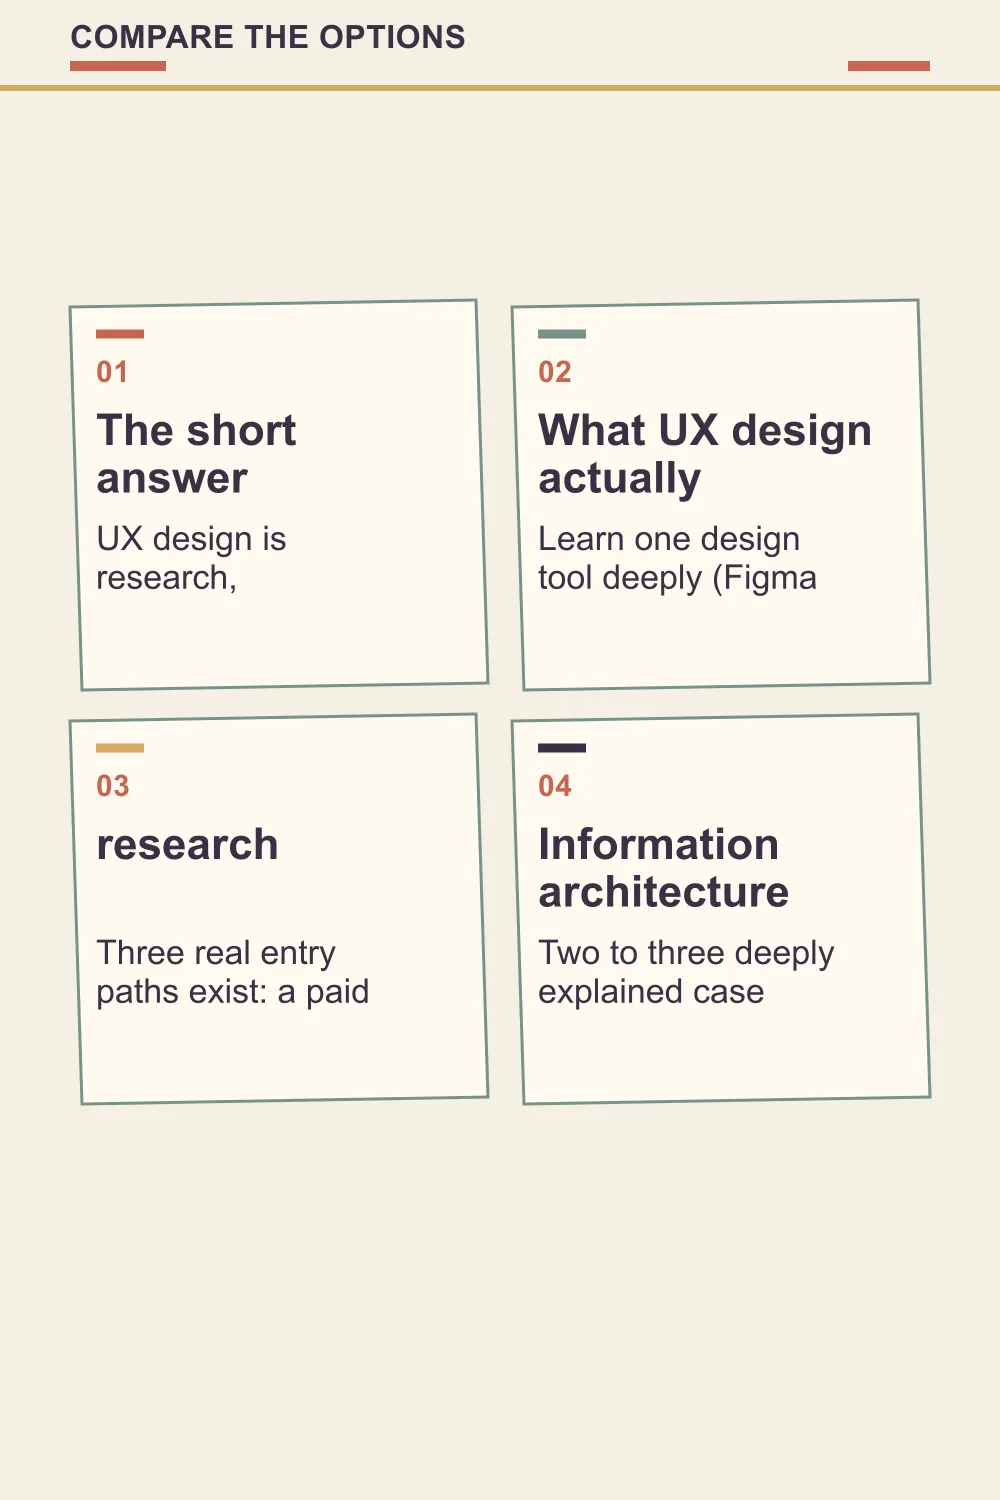 COMPARE THE OPTIONS
01
The short
answer
UX design is
research,
02
What UX design
actually
Learn one design
tool deeply (Figma
03
research
Three real entry
paths exist: a paid
04
Information
architecture
Two to three deeply
explained case